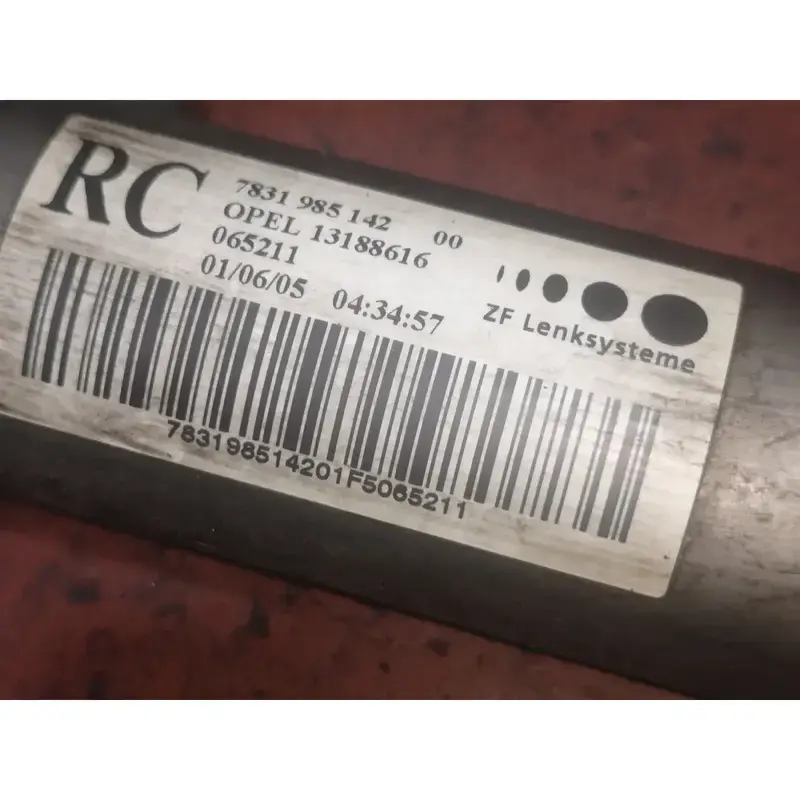 RC
7831 985 142 00
OPEL 13188616
065211
01/06/05 04:34:57
ZF Lenksysteme
783198514201F5065211